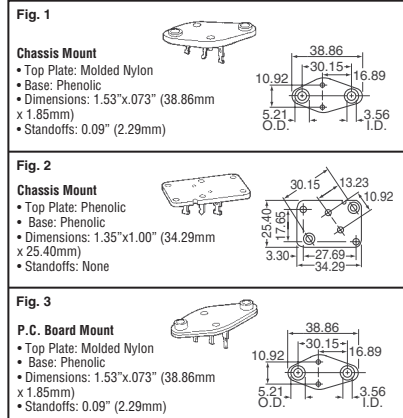 Fig. 1
Chassis Mount
• Top Plate: Molded Nylon
• Base: Phenolic
• Dimensions: 1.53”x.073” (38.86mm
x 1.85mm)
• Standoffs: 0.09” (2.29mm)
38.86
30.15
10.92
16.89
5.21
O.D.
3.56
I.D.
Fig. 2
Chassis Mount
• Top Plate: Phenolic
• Base: Phenolic
• Dimensions: 1.35”x1.00” (34.29mm
x 25.40mm)
• Standoffs: None
30.15
13.23
10.92
25.40
17.65
3.30
27.69
34.29
Fig. 3
P.C. Board Mount
• Top Plate: Molded Nylon
• Base: Phenolic
• Dimensions: 1.53”x.073” (38.86mm
x 1.85mm)
• Standoffs: 0.09” (2.29mm)
38.86
30.15
10.92
16.89
5.21
O.D.
3.56
I.D.